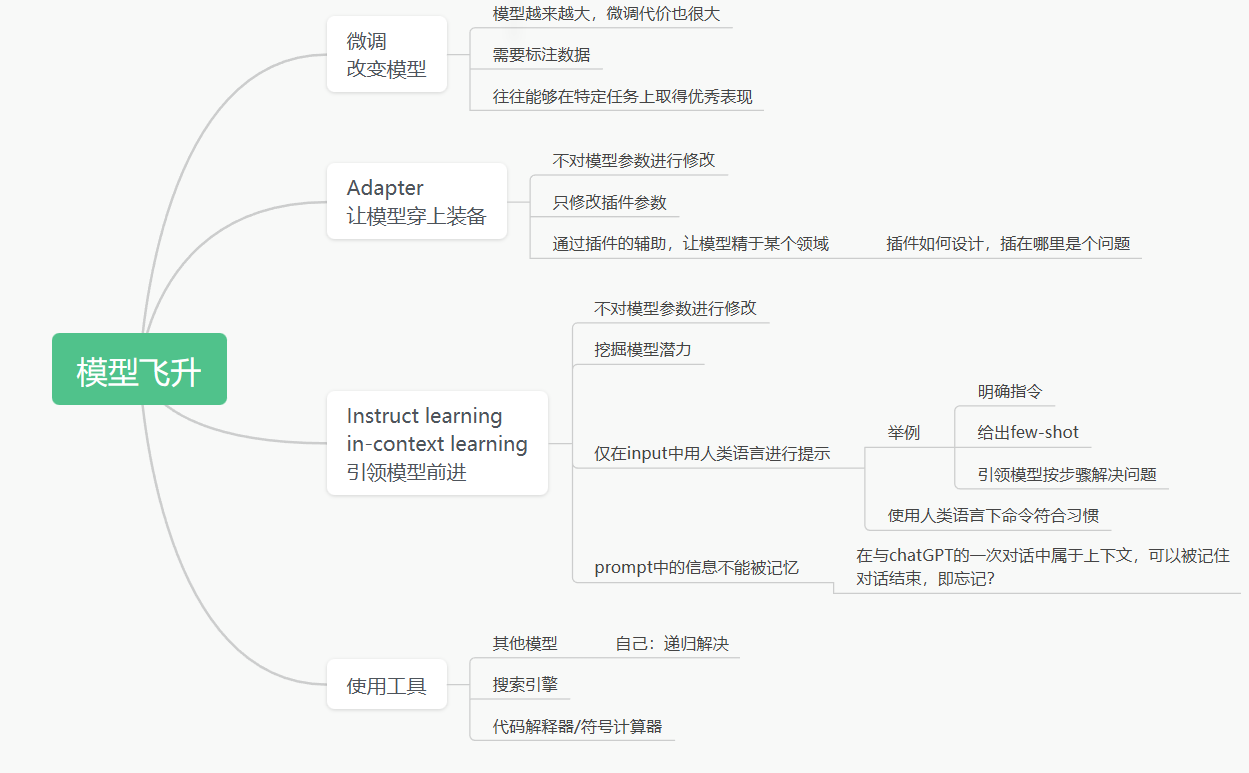 模型飞升
微调
改变模型
模型越来越大，微调代价也很大
需要标注数据
往往能够在特定任务上取得优秀表现
Adapter
让模型穿上装备
不对模型参数进行修改
只修改插件参数
通过插件的辅助，让模型精于某个领域
插件如何设计，插在哪里是个问题
Instruct learning
in-context learning
引领模型前进
不对模型参数进行修改
挖掘模型潜力
仅在input中用人类语言进行提示
举例
明确指令
给出few-shot
引领模型按步骤解决问题
使用人类语言下命令符合习惯
prompt中的信息不能被记忆
在与chatGPT的一次对话中属于上下文，可以被记住
对话结束，即忘记？
使用工具
其他模型
自己：递归解决
搜索引擎
代码解释器/符号计算器